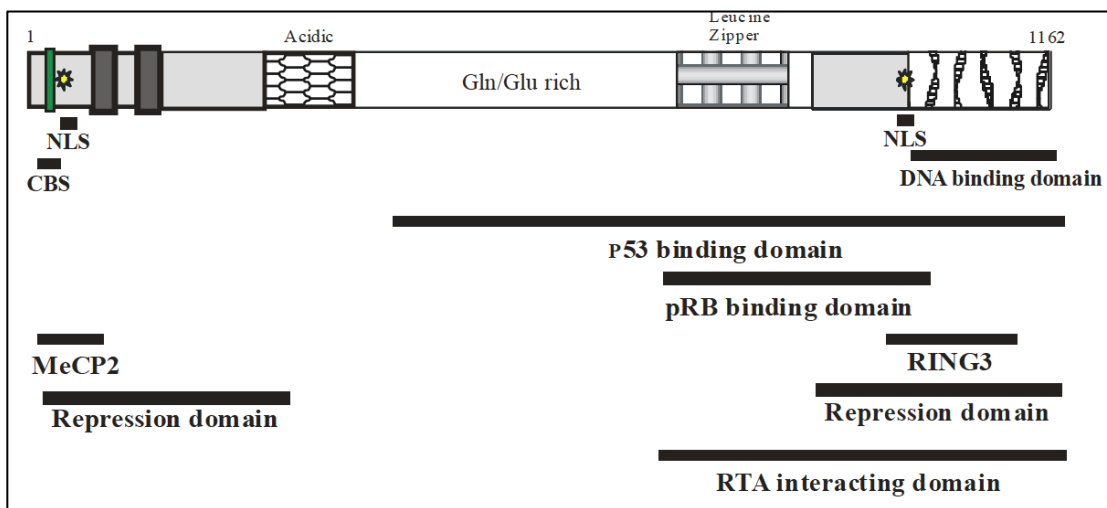 1
Acidic
Leucine
Zipper
1162
Gln/Glu rich
NLS
NLS
CBS
DNA binding domain
P53 binding domain
pRB binding domain
MeCP2
RING3
Repression domain
Repression domain
RTA interacting domain